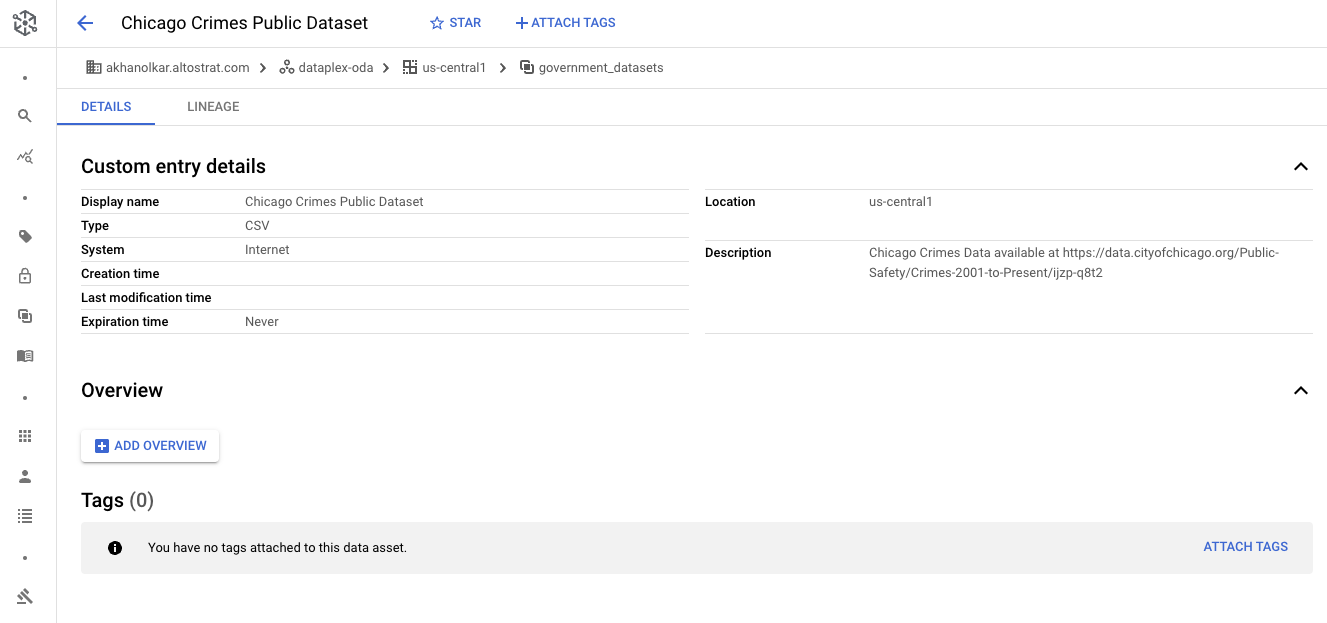 Chicago Crimes Public Dataset STAR ATTACH TAGS
akhanolkar.altostrat.com dataplex-oda us-central1 government_datasets
DETAILS LINEAGE
Custom entry details
Display name Chicago Crimes Public Dataset
Type CSV
System Internet
Creation time
Last modification time
Expiration time Never
Location us-central1
Description Chicago Crimes Data available at https://data.cityofchicago.org/Public-
Safety/Crimes-2001-to-Present/ijzp-q8t2
Overview
ADD OVERVIEW
Tags (0)
You have no tags attached to this data asset. ATTACH TAGS